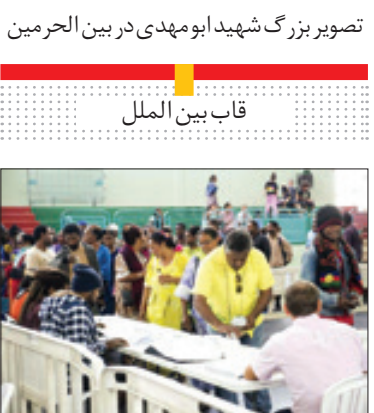 تصویر بزرگ شهید ابومهدی در بین الحرمین
قاب بین الملل